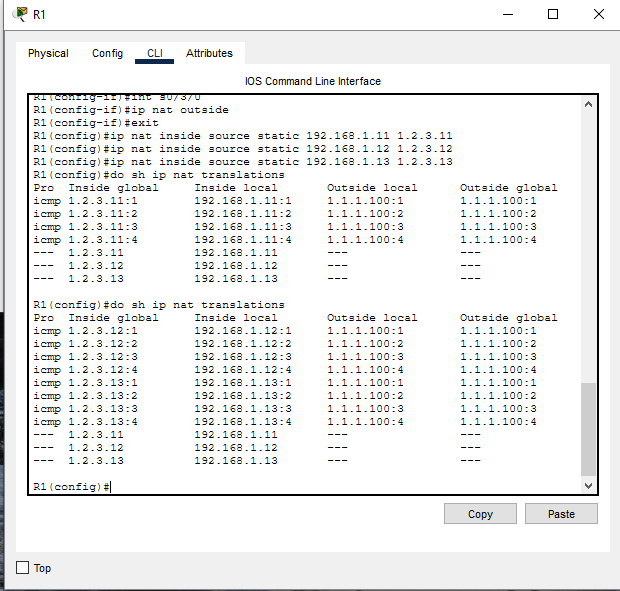 R1
Physical Config CLI Attributes
IOS Command Line Interface
R1(config-if)#int s0/3/0
R1(config-if)#ip nat outside
R1(config-if)#exit
R1(config)#ip nat inside source static 192.168.1.11 1.2.3.11
R1(config)#ip nat inside source static 192.168.1.12 1.2.3.12
R1(config)#ip nat inside source static 192.168.1.13 1.2.3.13
R1(config)#do sh ip nat translations
Pro  Inside global     Inside local       Outside local      Outside global
icmp 1.2.3.11:1        192.168.1.11:1     1.1.1.100:1        1.1.1.100:1
icmp 1.2.3.11:2        192.168.1.11:2     1.1.1.100:2        1.1.1.100:2
icmp 1.2.3.11:3        192.168.1.11:3     1.1.1.100:3        1.1.1.100:3
icmp 1.2.3.11:4        192.168.1.11:4     1.1.1.100:4        1.1.1.100:4
---  1.2.3.11          192.168.1.11       ---                ---
---  1.2.3.12          192.168.1.12       ---                ---
---  1.2.3.13          192.168.1.13       ---                ---
R1(config)#do sh ip nat translations
Pro  Inside global     Inside local       Outside local      Outside global
icmp 1.2.3.12:1        192.168.1.12:1     1.1.1.100:1        1.1.1.100:1
icmp 1.2.3.12:2        192.168.1.12:2     1.1.1.100:2        1.1.1.100:2
icmp 1.2.3.12:3        192.168.1.12:3     1.1.1.100:3        1.1.1.100:3
icmp 1.2.3.12:4        192.168.1.12:4     1.1.1.100:4        1.1.1.100:4
icmp 1.2.3.13:1        192.168.1.13:1     1.1.1.100:1        1.1.1.100:1
icmp 1.2.3.13:2        192.168.1.13:2     1.1.1.100:2        1.1.1.100:2
icmp 1.2.3.13:3        192.168.1.13:3     1.1.1.100:3        1.1.1.100:3
icmp 1.2.3.13:4        192.168.1.13:4     1.1.1.100:4        1.1.1.100:4
---  1.2.3.11          192.168.1.11       ---                ---
---  1.2.3.12          192.168.1.12       ---                ---
---  1.2.3.13          192.168.1.13       ---                ---
R1(config)#
Copy Paste
Top